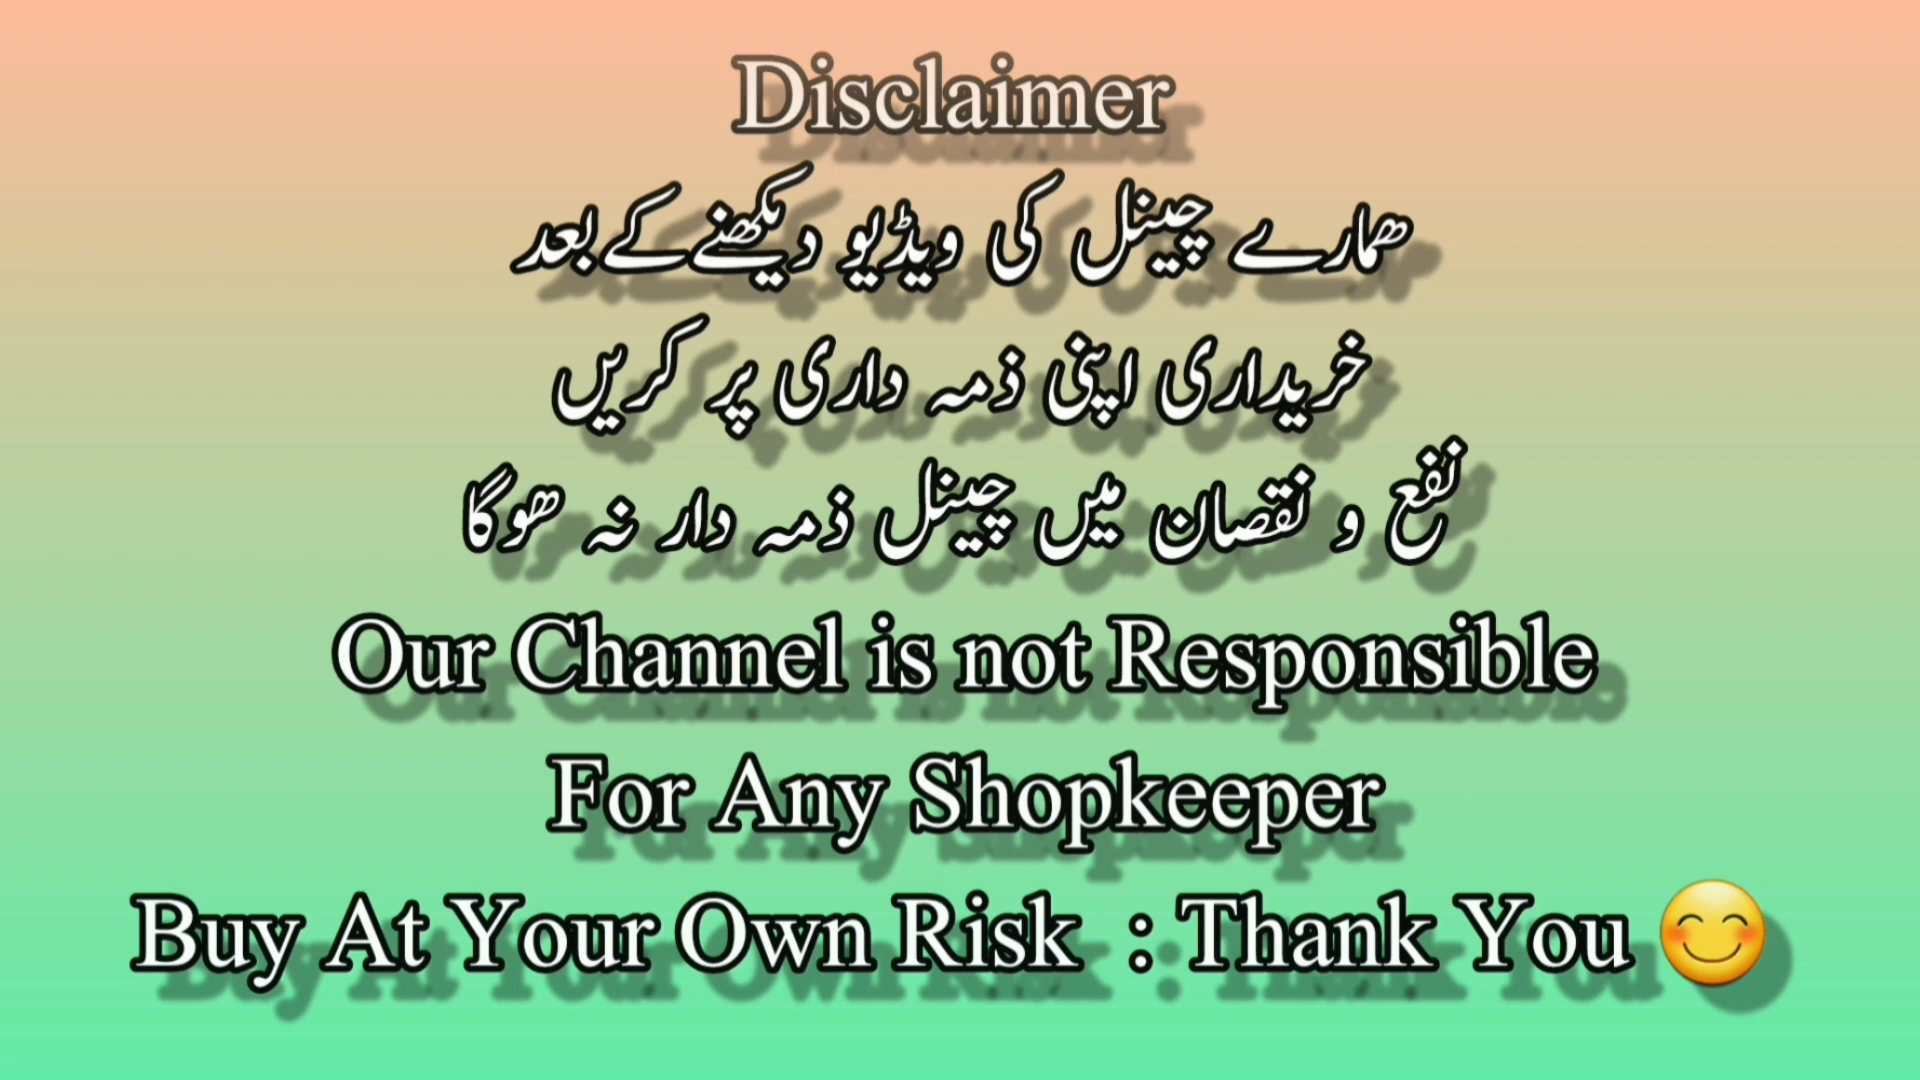 Disclaimer
ھمارے چینل کی ویڈیو دیکھنے کے بعد
خریداری اپنی ذمہ داری پر کریں
نفع و نقصان میں چینل ذمہ دار نہ ھوگا
Our Channel is not Responsible
For Any Shopkeeper
Buy At Your Own Risk : Thank You 😊